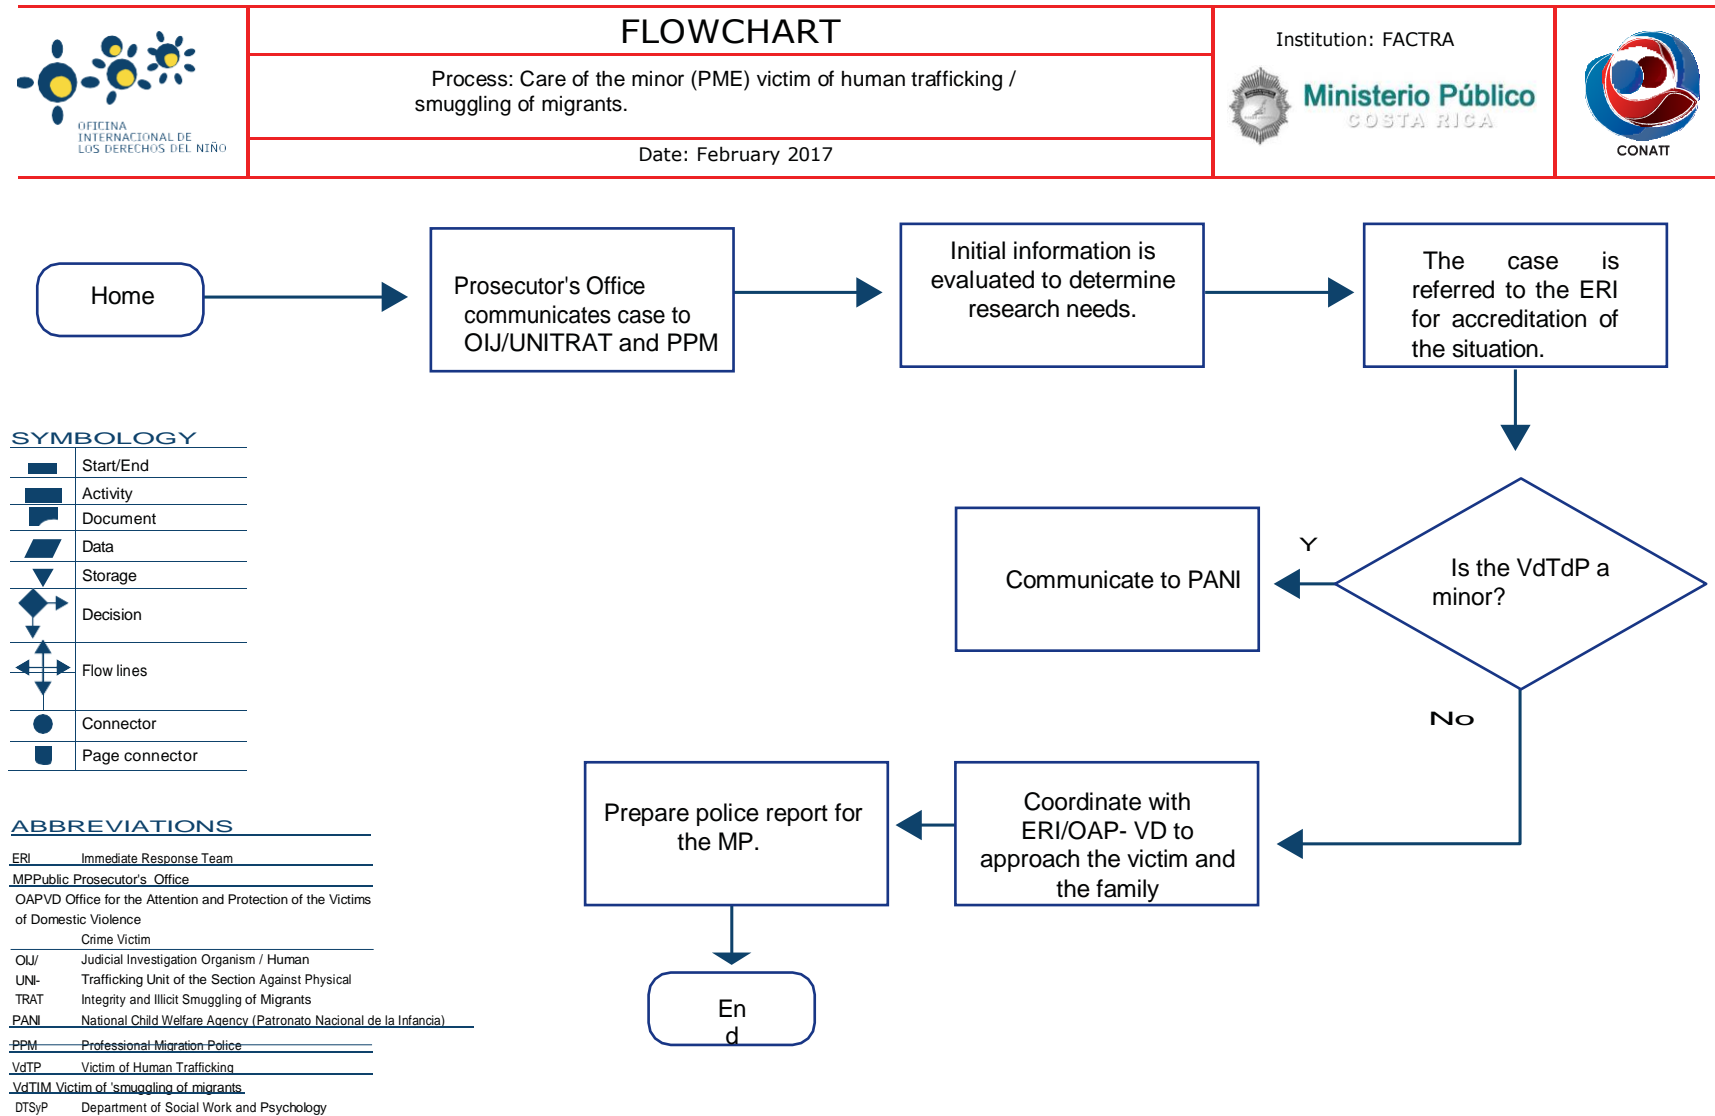 OFICINA
INTERNACIONAL DE
LOS DERECHOS DEL NIÑO
FLOWCHART
Process: Care of the minor (PME) victim of human trafficking /
smuggling of migrants.
Date: February 2017
Institution: FACTRA
Ministerio Público
COSTA RICA
CONATT
Home
Prosecutor's Office
communicates case to
OIJ/UNITRAT and PPM
Initial information is
evaluated to determine
research needs.
The case is
referred to the ERI
for accreditation of
the situation.
Is the VdTdP a
minor?
Y
Communicate to PANI
No
Coordinate with
ERI/OAP- VD to
approach the victim and
the family
Prepare police report for
the MP.
En
d
SYMBOLOGY
Start/End
Activity
Document
Data
Storage
Decision
Flow lines
Connector
Page connector
ABBREVIATIONS
ERI Immediate Response Team
MPPublic Prosecutor's Office
OAPVD Office for the Attention and Protection of the Victims
of Domestic Violence
Crime Victim
OIJ/ Judicial Investigation Organism / Human
UNI- Trafficking Unit of the Section Against Physical
TRAT Integrity and Illicit Smuggling of Migrants
PANI National Child Welfare Agency (Patronato Nacional de la Infancia)
PPM Professional Migration Police
VdTP Victim of Human Trafficking
VdTIM Victim of 'smuggling of migrants
DTSyP Department of Social Work and Psychology